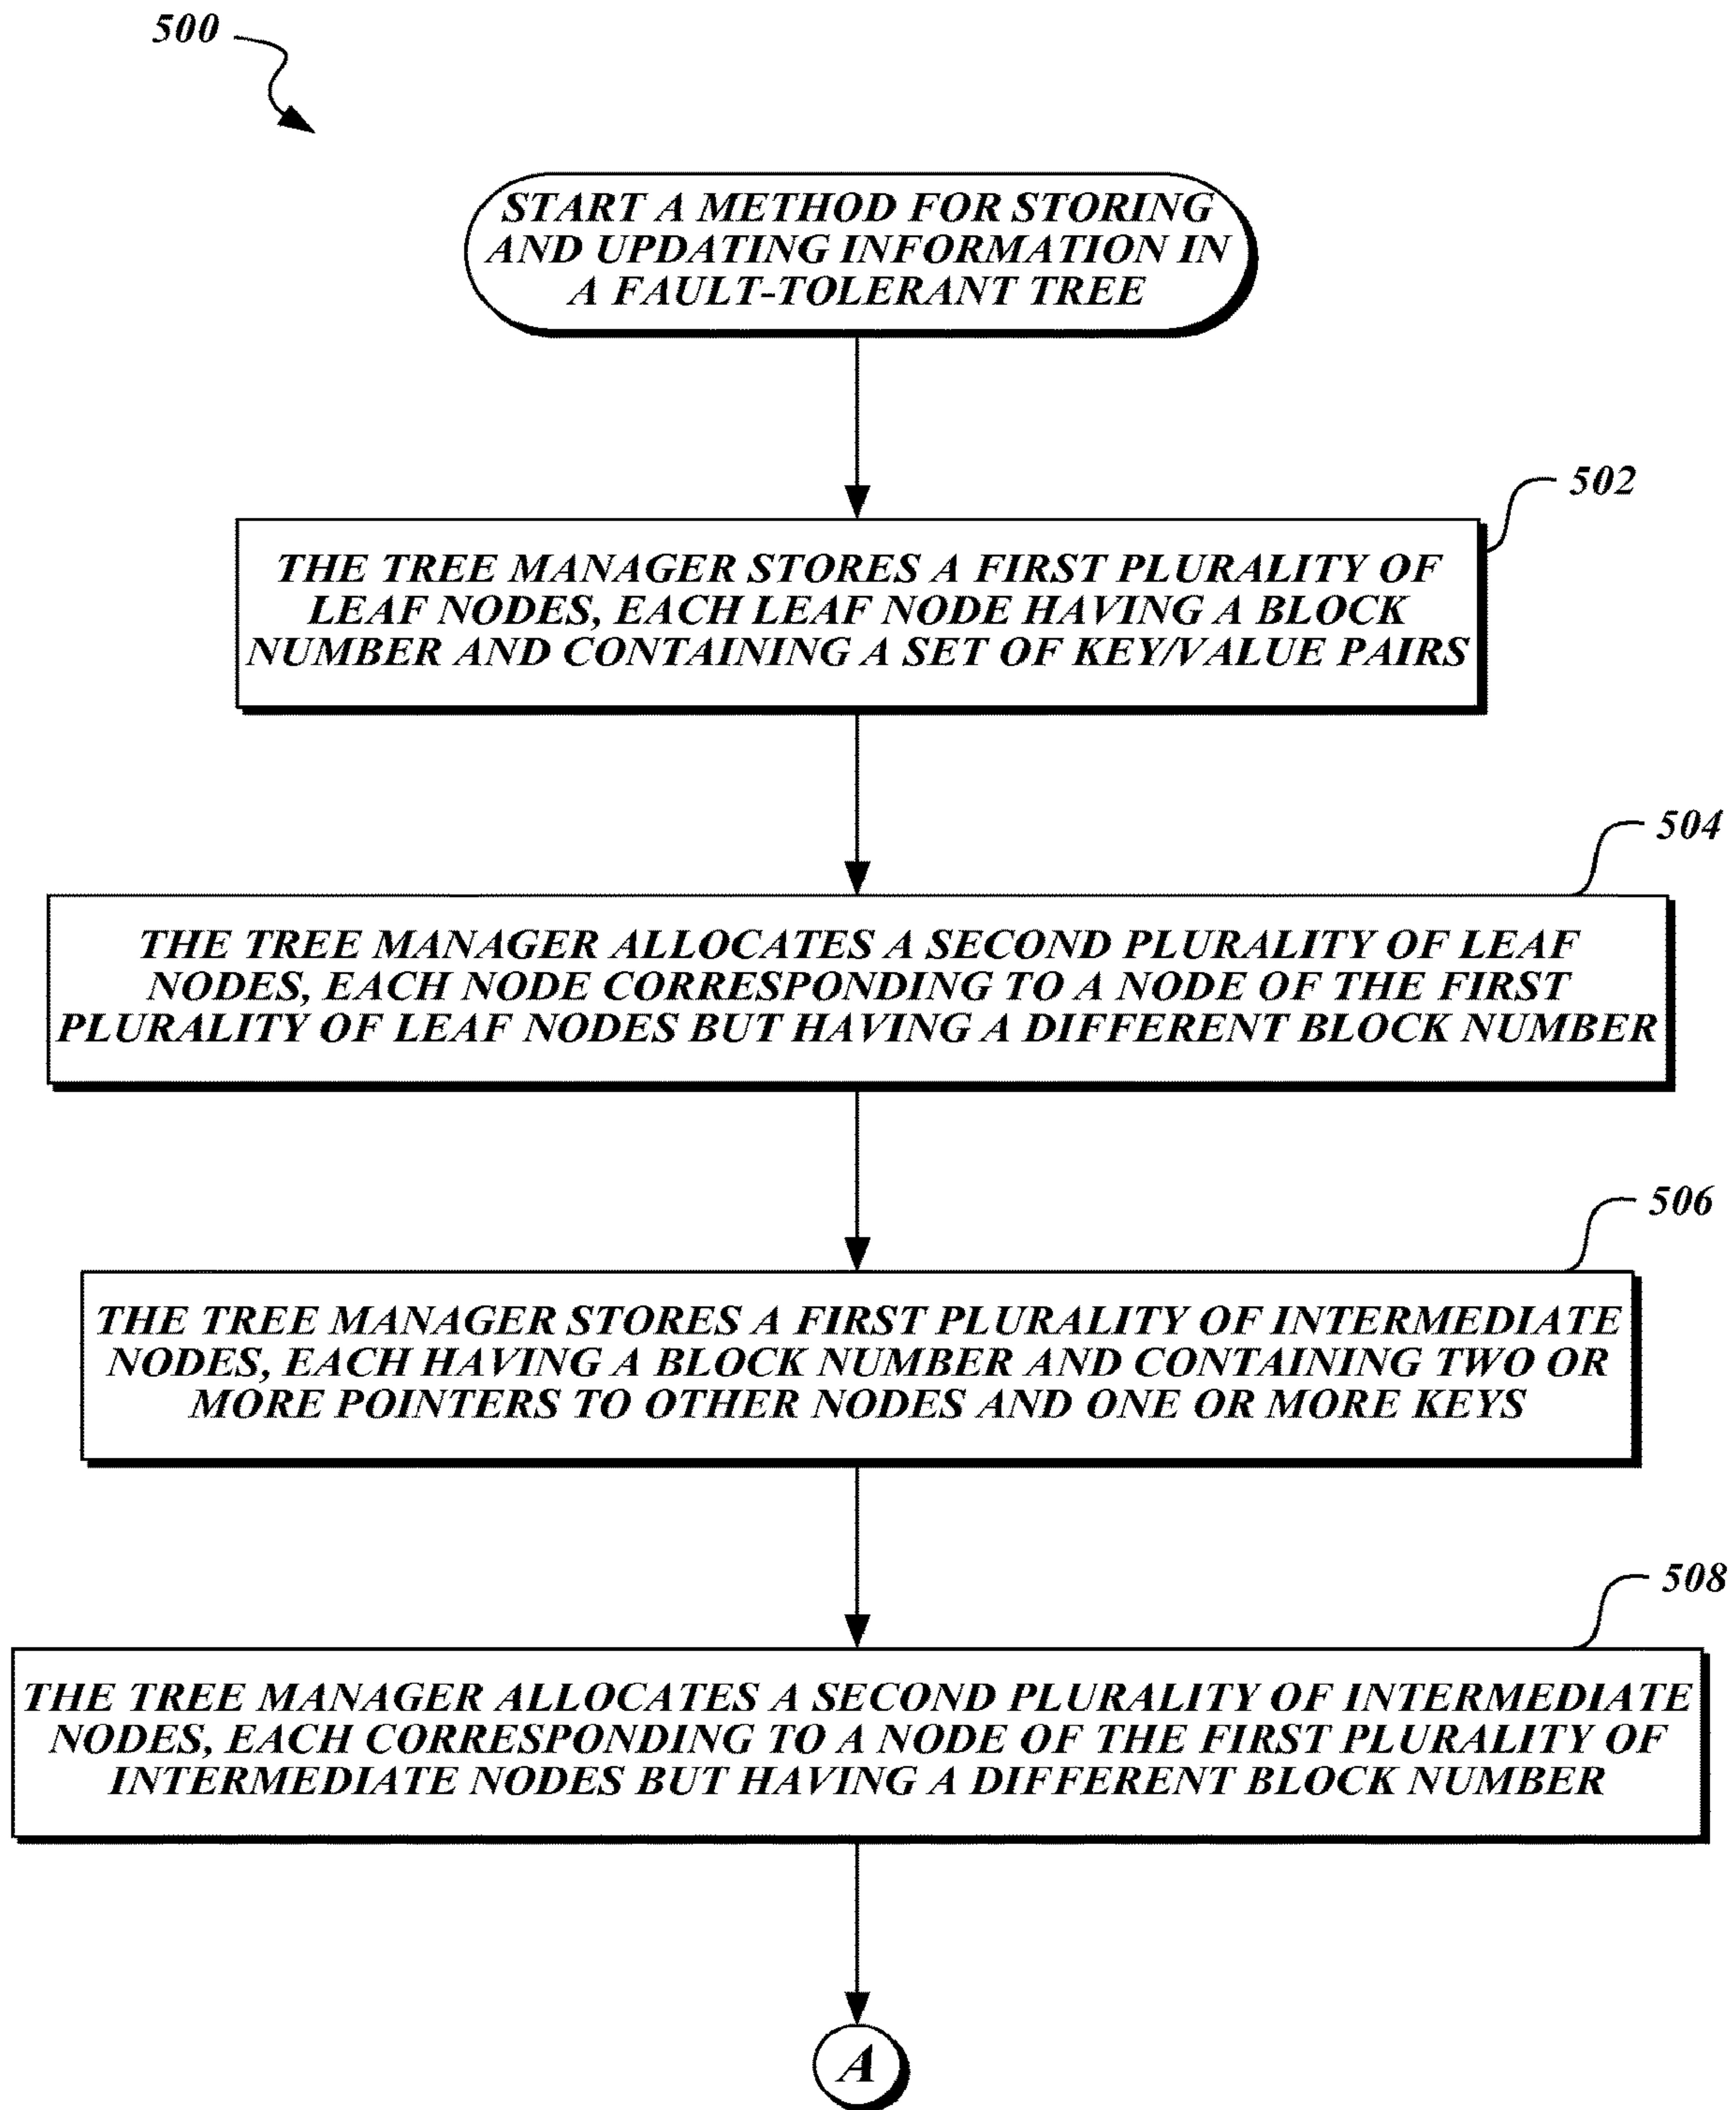 500
START A METHOD FOR STORING
AND UPDATING INFORMATION IN
A FAULT-TOLERANT TREE
502
THE TREE MANAGER STORES A FIRST PLURALITY OF
LEAF NODES, EACH LEAF NODE HAVING A BLOCK
NUMBER AND CONTAINING A SET OF KEY/VALUE PAIRS
504
THE TREE MANAGER ALLOCATES A SECOND PLURALITY OF LEAF
NODES, EACH NODE CORRESPONDING TO A NODE OF THE FIRST
PLURALITY OF LEAF NODES BUT HAVING A DIFFERENT BLOCK NUMBER
506
THE TREE MANAGER STORES A FIRST PLURALITY OF INTERMEDIATE
NODES, EACH HAVING A BLOCK NUMBER AND CONTAINING TWO OR
MORE POINTERS TO OTHER NODES AND ONE OR MORE KEYS
508
THE TREE MANAGER ALLOCATES A SECOND PLURALITY OF INTERMEDIATE
NODES, EACH CORRESPONDING TO A NODE OF THE FIRST PLURALITY OF
INTERMEDIATE NODES BUT HAVING A DIFFERENT BLOCK NUMBER
A